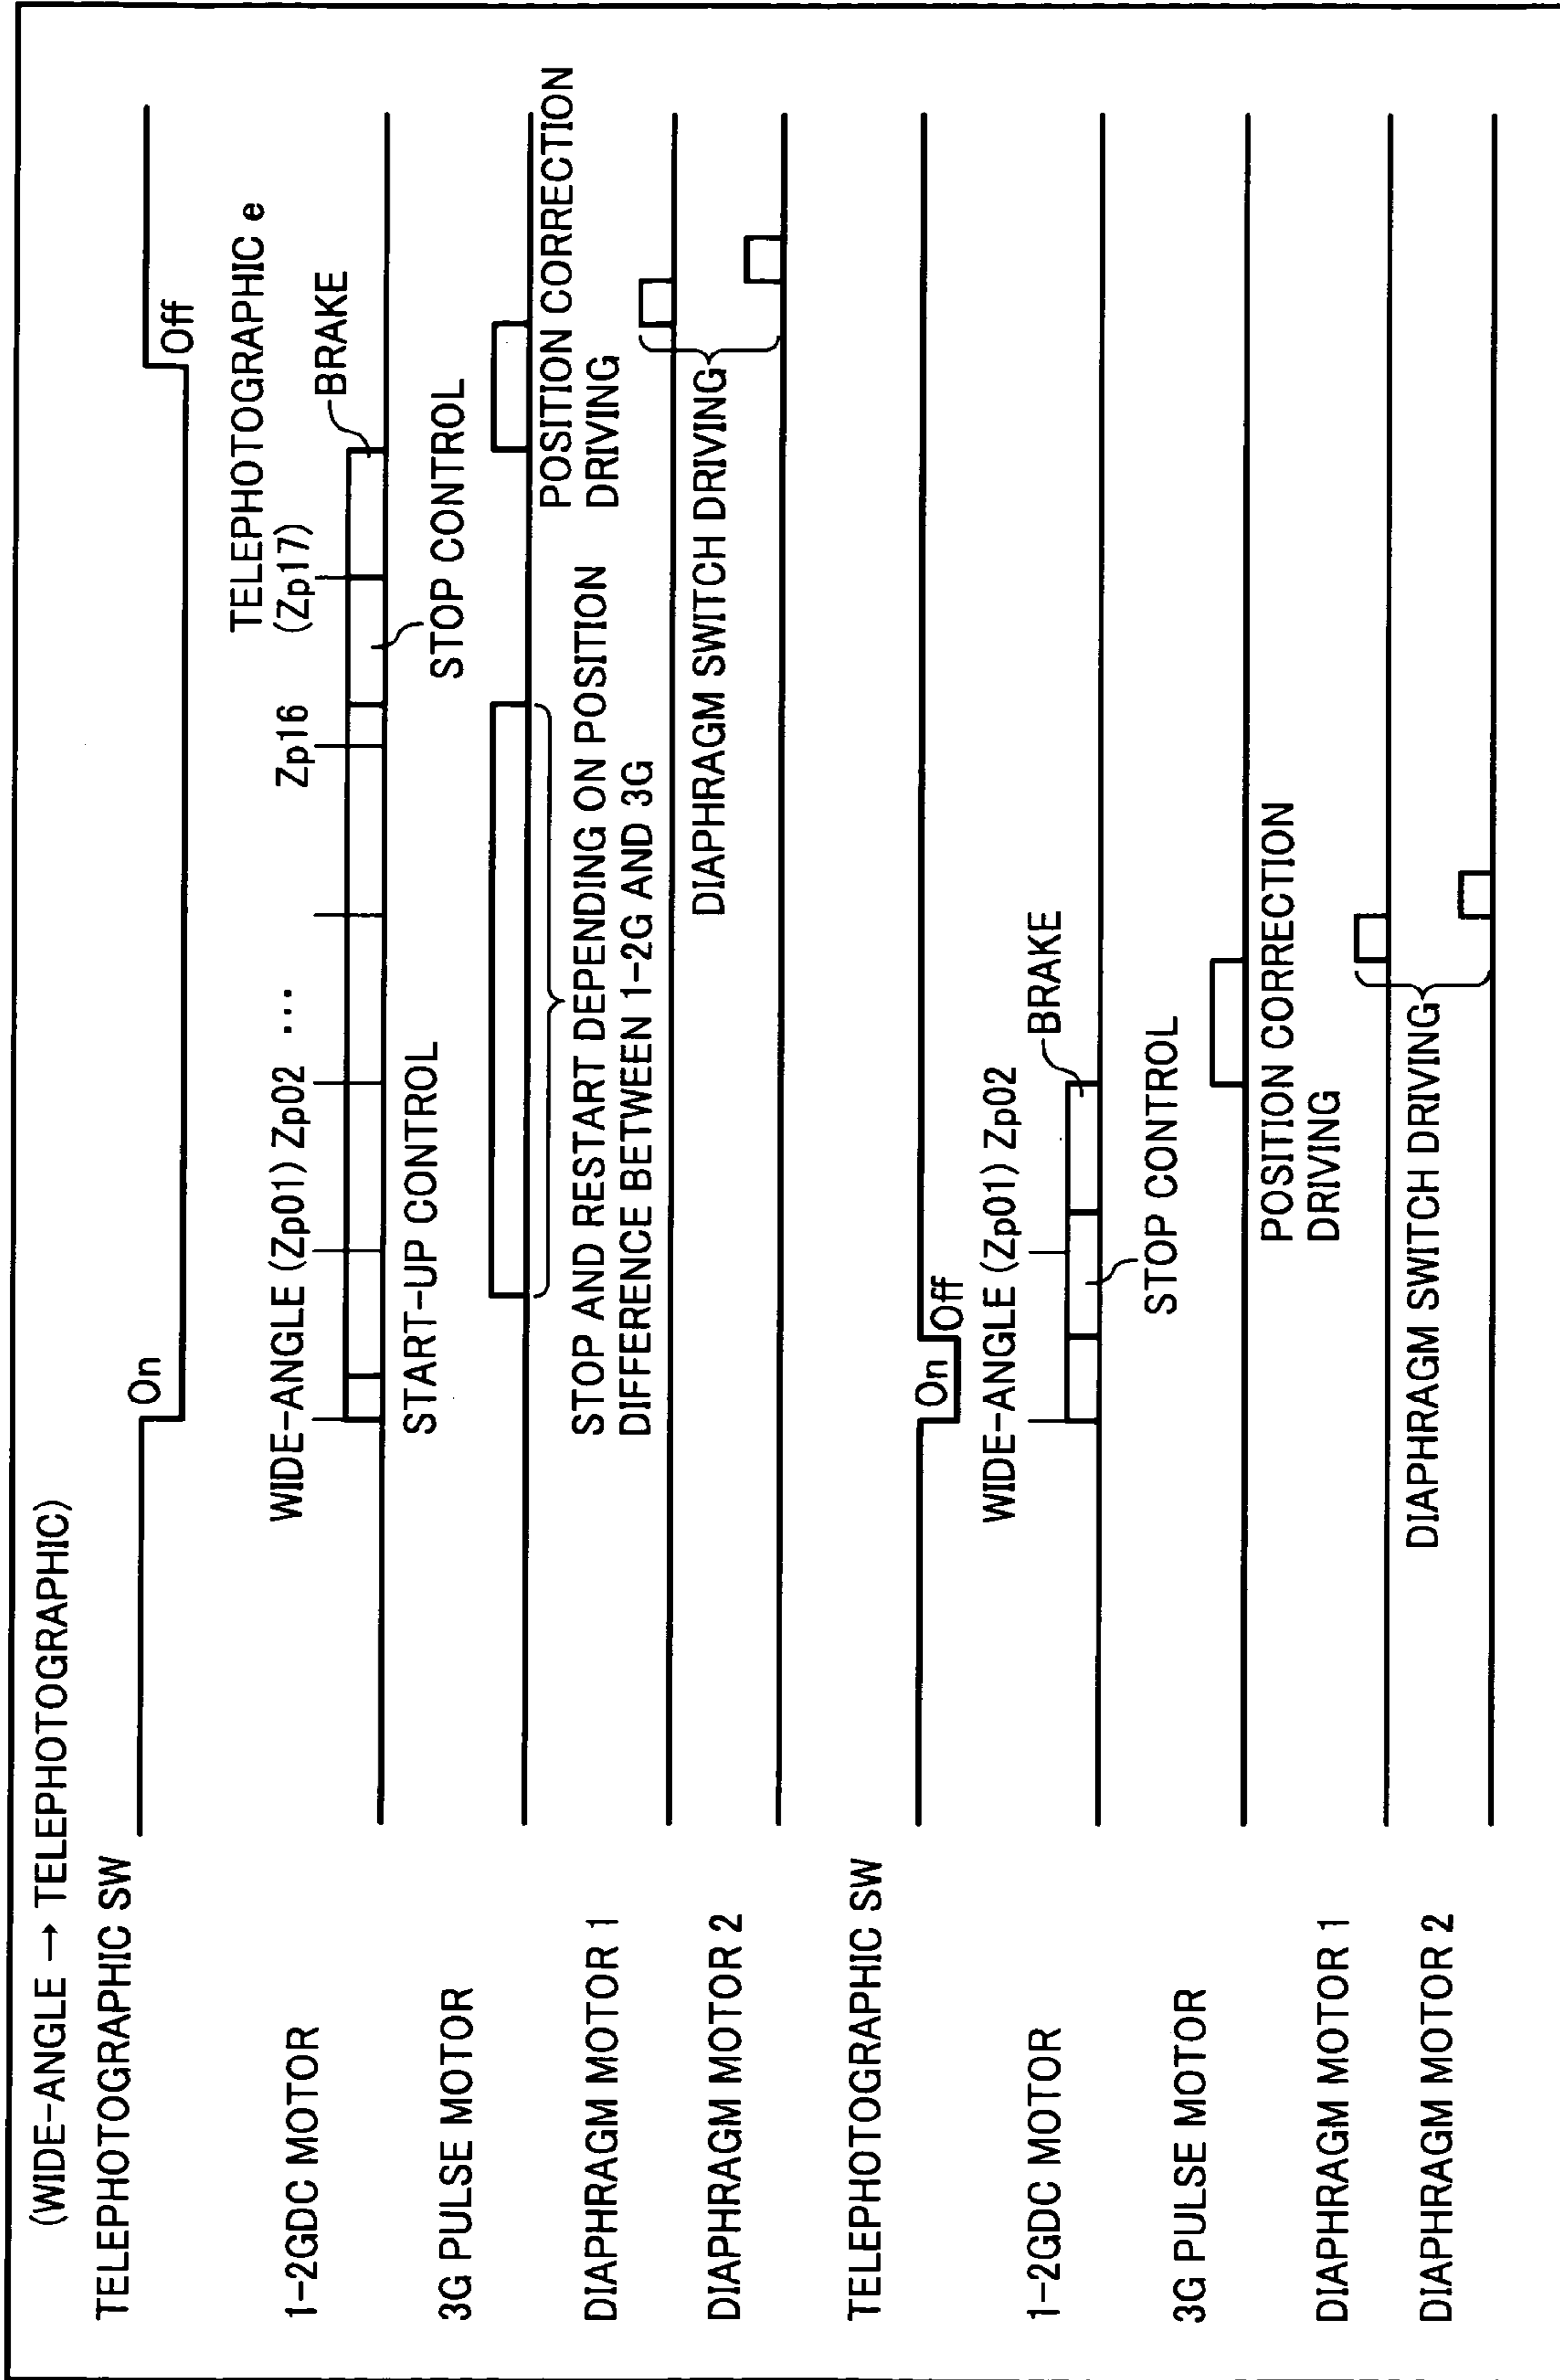 (WIDE-ANGLE → TELEPHOTOGRAPHIC)
TELEPHOTOGRAPHIC SW
On
Off
1-2GDC MOTOR
WIDE-ANGLE (Zp01) Zp02 ...
Zp16
TELEPHOTOGRAPHIC e
(Zp17)
BRAKE
START-UP CONTROL
STOP CONTROL
3G PULSE MOTOR
STOP AND RESTART DEPENDING ON POSITION
DIFFERENCE BETWEEN 1-2G AND 3G
POSITION CORRECTION
DRIVING
DIAPHRAGM MOTOR 1
DIAPHRAGM SWITCH DRIVING
DIAPHRAGM MOTOR 2
TELEPHOTOGRAPHIC SW
On
Off
1-2GDC MOTOR
WIDE-ANGLE (Zp01) Zp02
BRAKE
STOP CONTROL
3G PULSE MOTOR
POSITION CORRECTION
DRIVING
DIAPHRAGM MOTOR 1
DIAPHRAGM SWITCH DRIVING
DIAPHRAGM MOTOR 2